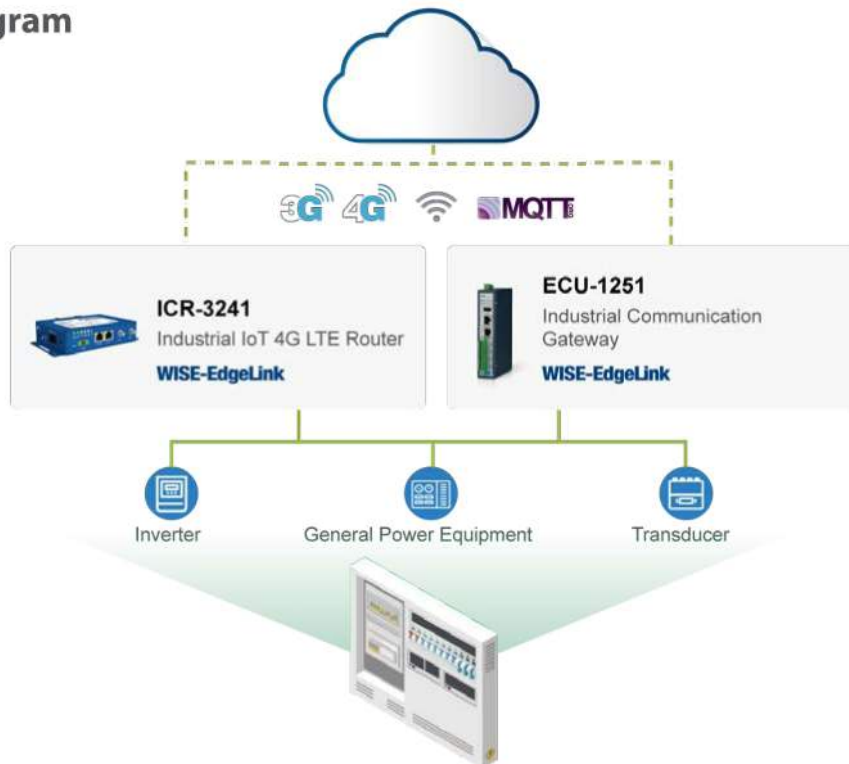 gram
3G 4G MQTT.ORG
ICR-3241
Industrial IoT 4G LTE Router
WISE-EdgeLink
ECU-1251
Industrial Communication
Gateway
WISE-EdgeLink
Inverter
General Power Equipment
Transducer